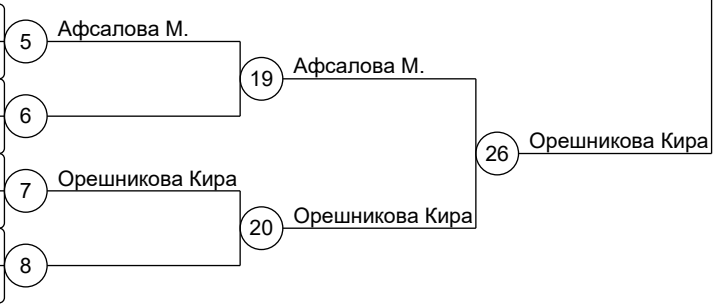 5 Афсалова М.
19 Афсалова М.
6
26 Орешникова Кира
7 Орешникова Кира
20 Орешникова Кира
8